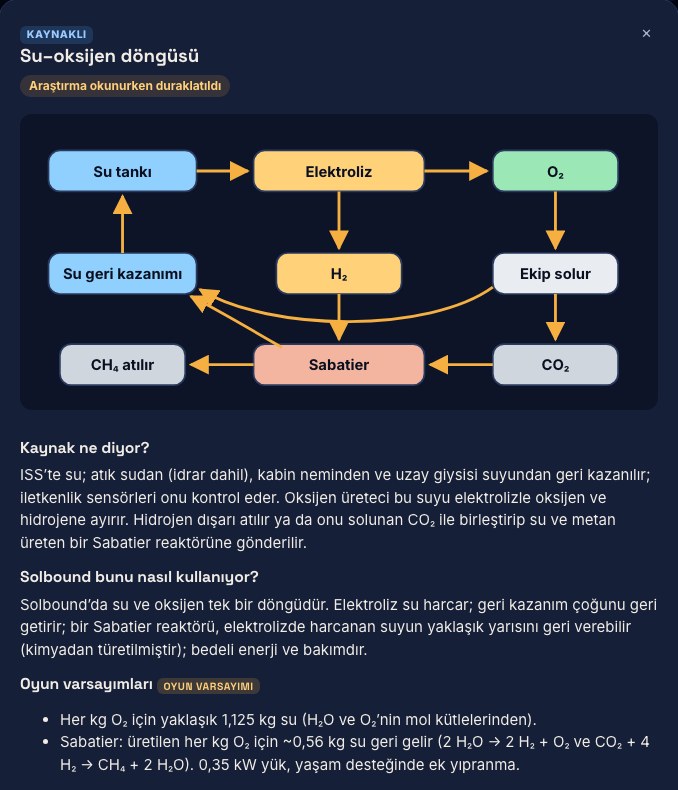 KAYNAKLI
×
Su–oksijen döngüsü
Araştırma okunurken duraklatıldı
Su tankı
Elektroliz
O₂
Su geri kazanımı
H₂
Ekip solur
CH₄ atılır
Sabatier
CO₂
Kaynak ne diyor?
ISS’te su; atık sudan (idrar dahil), kabin neminden ve uzay giysisi suyundan geri kazanılır;
iletkenlik sensörleri onu kontrol eder. Oksijen üreteci bu suyu elektrolizle oksijen ve
hidrojene ayırır. Hidrojen dışarı atılır ya da onu solunan CO₂ ile birleştirip su ve metan
üreten bir Sabatier reaktörüne gönderilir.
Solbound bunu nasıl kullanıyor?
Solbound’da su ve oksijen tek bir döngüdür. Elektroliz su harcar; geri kazanım çoğunu geri
getirir; bir Sabatier reaktörü, elektrolizde harcanan suyun yaklaşık yarısını geri verebilir
(kimyadan türetilmiştir); bedeli enerji ve bakımdır.
Oyun varsayımları OYUN VARSAYIMI
• Her kg O₂ için yaklaşık 1,125 kg su (H₂O ve O₂’nin mol kütlelerinden).
• Sabatier: üretilen her kg O₂ için ~0,56 kg su geri gelir (2 H₂O → 2 H₂ + O₂ ve CO₂ + 4
H₂ → CH₄ + 2 H₂O). 0,35 kW yük, yaşam desteğinde ek yıpranma.